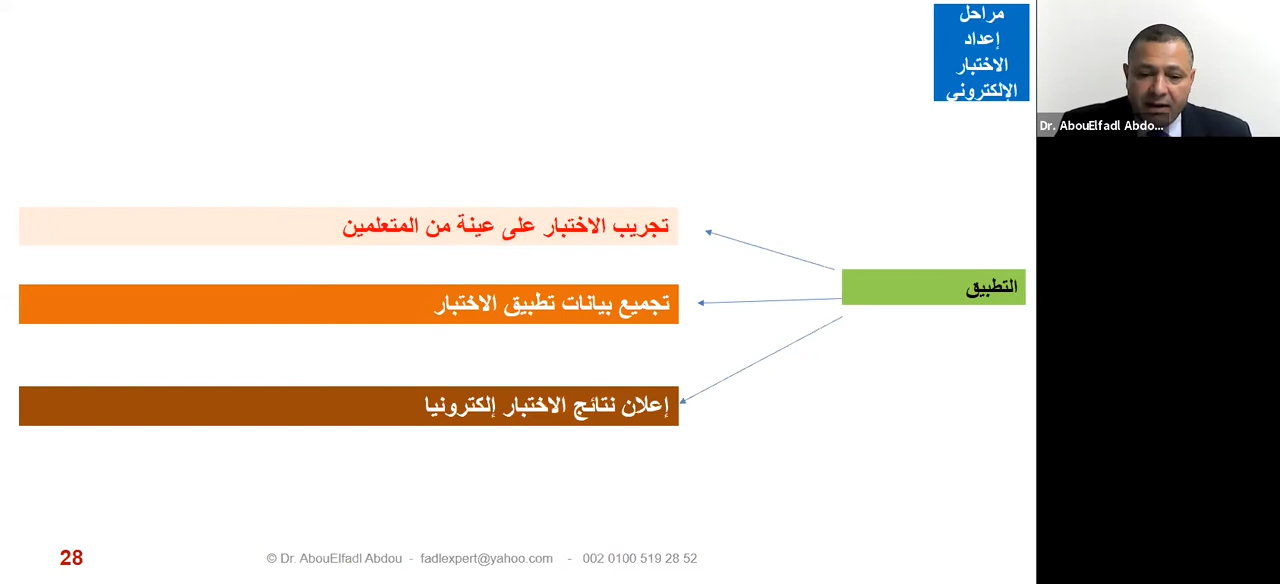 مراحل
إعداد
الاختبار
الإلكتروني
Dr. AbouElfadl Abdo...
تجريب الاختبار على عينة من المتعلمين
التطبيق
تجميع بيانات تطبيق الاختبار
إعلان نتائج الاختبار إلكترونيا
28
© Dr. AbouElfadl Abdou - fadlexpert@yahoo.com - 002 0100 519 28 52